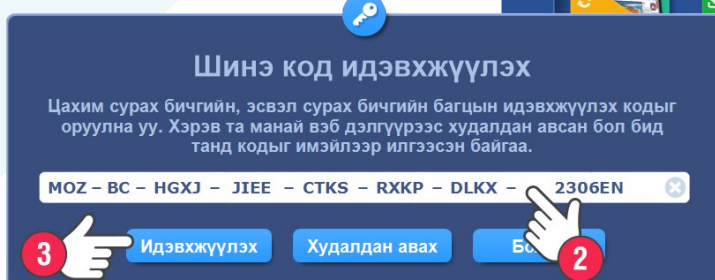 Шинэ код идэвхжүүлэх
Цахим сурах бичгийн, эсвэл сурах бичгийн багцын идэвхжүүлэх кодыг
оруулна уу. Хэрэв та манай вэб дэлгүүрээс худалдан авсан бол бид
танд кодыг имэйлээр илгээсэн байгаа.
MOZ – BC – HGXJ – JIEE – CTKS – RXKP – DLKX – 2306EN
3 Идэвхжүүлэх Худалдан авах 2